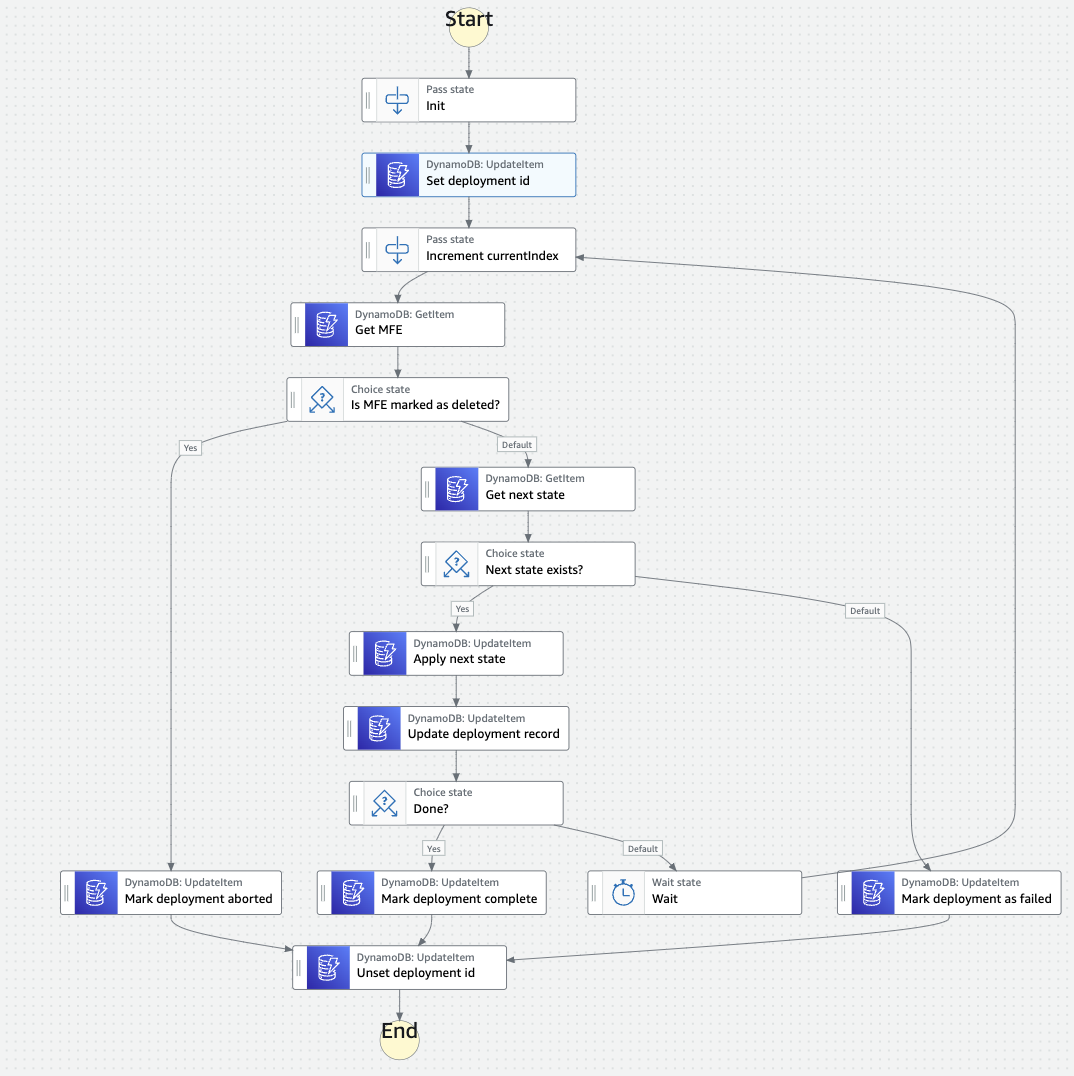 Start
Pass state
Init
DynamoDB: UpdateItem
Set deployment id
Pass state
Increment currentIndex
DynamoDB: GetItem
Get MFE
Choice state
Is MFE marked as deleted?
Yes
Default
DynamoDB: GetItem
Get next state
Choice state
Next state exists?
Yes
Default
DynamoDB: UpdateItem
Apply next state
DynamoDB: UpdateItem
Update deployment record
Choice state
Done?
Yes
Default
DynamoDB: UpdateItem
Mark deployment aborted
DynamoDB: UpdateItem
Mark deployment complete
Wait state
Wait
DynamoDB: UpdateItem
Mark deployment as failed
DynamoDB: UpdateItem
Unset deployment id
End